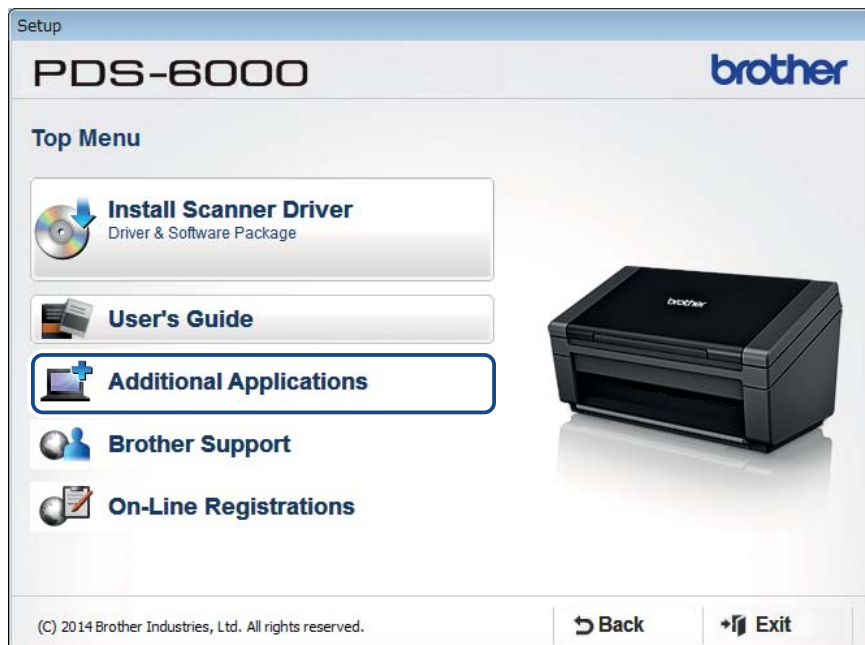 Setup
PDS-6000
brother
Top Menu
Install Scanner Driver
Driver & Software Package
User's Guide
brother
Additional Applications
Brother Support
On-Line Registrations
(C) 2014 Brother Industries, Ltd. All rights reserved.
Back
Exit